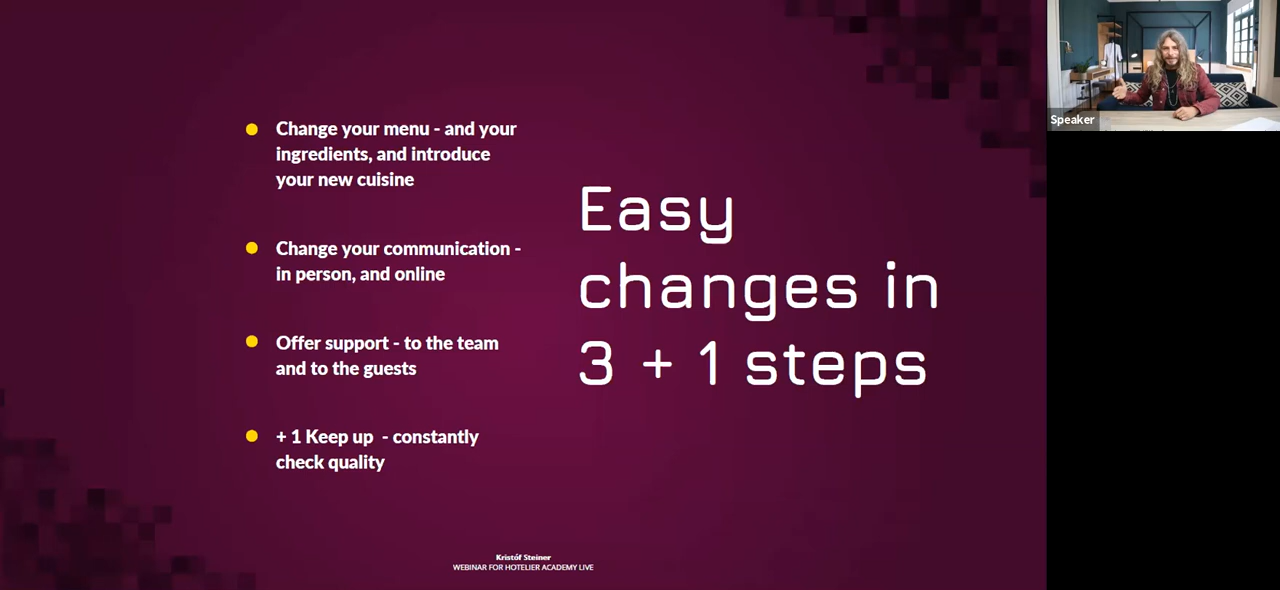 Change your menu - and your
ingredients, and introduce
your new cuisine
Change your communication -
in person, and online
Offer support - to the team
and to the guests
+ 1 Keep up - constantly
check quality
Easy
changes in
3 + 1 steps
Kristóf Steiner
WEBINAR FOR HOTELIER ACADEMY LIVE
Speaker